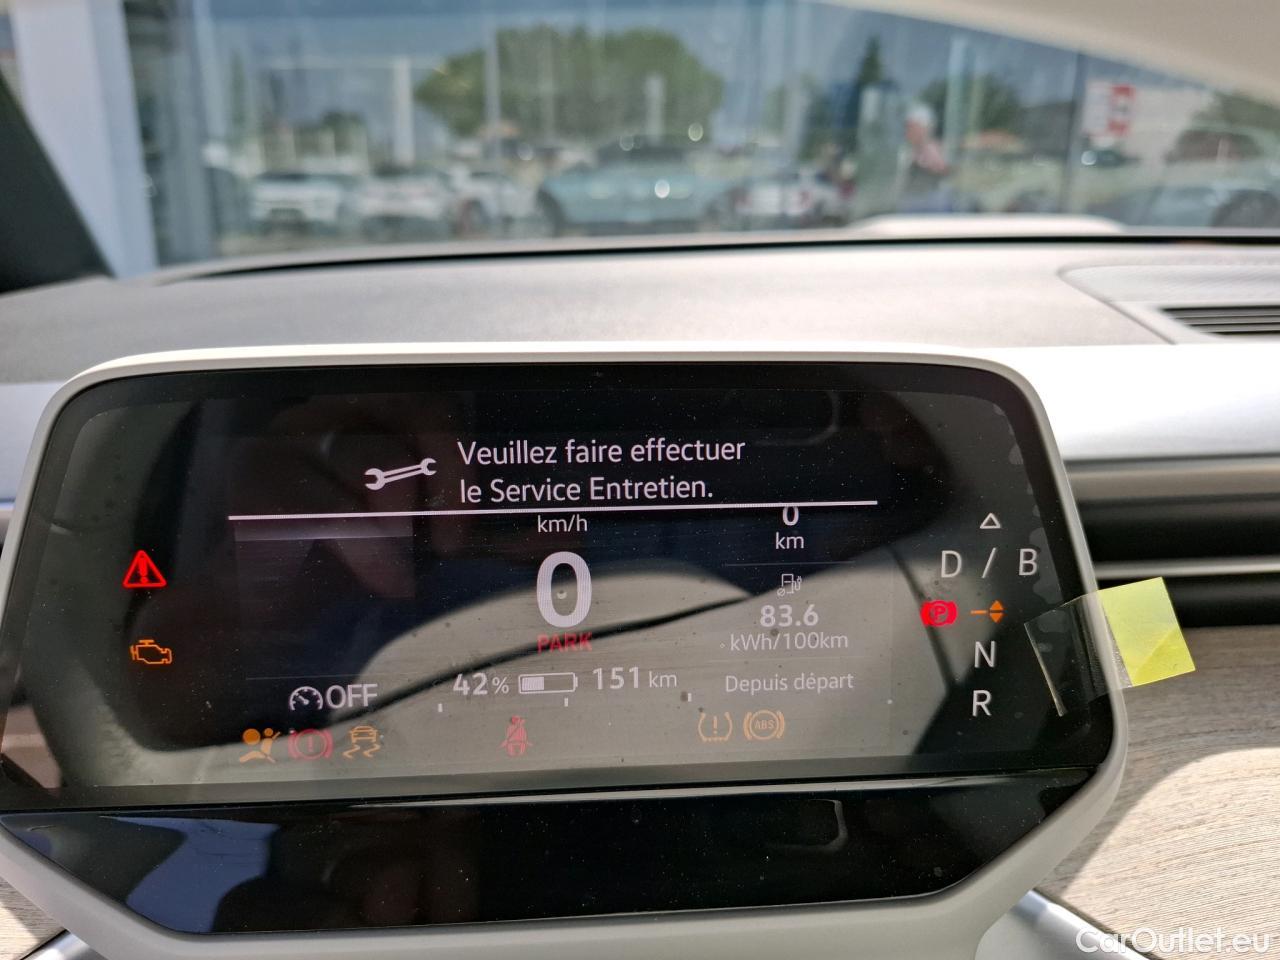 Veuillez faire effectuer
le Service Entretien.
km/h
0
km
0
PARK
83.6
kWh/100km
Depuis départ
OFF
42% 151 km
D / B
P
N
R
ABS
CarOutlet.eu